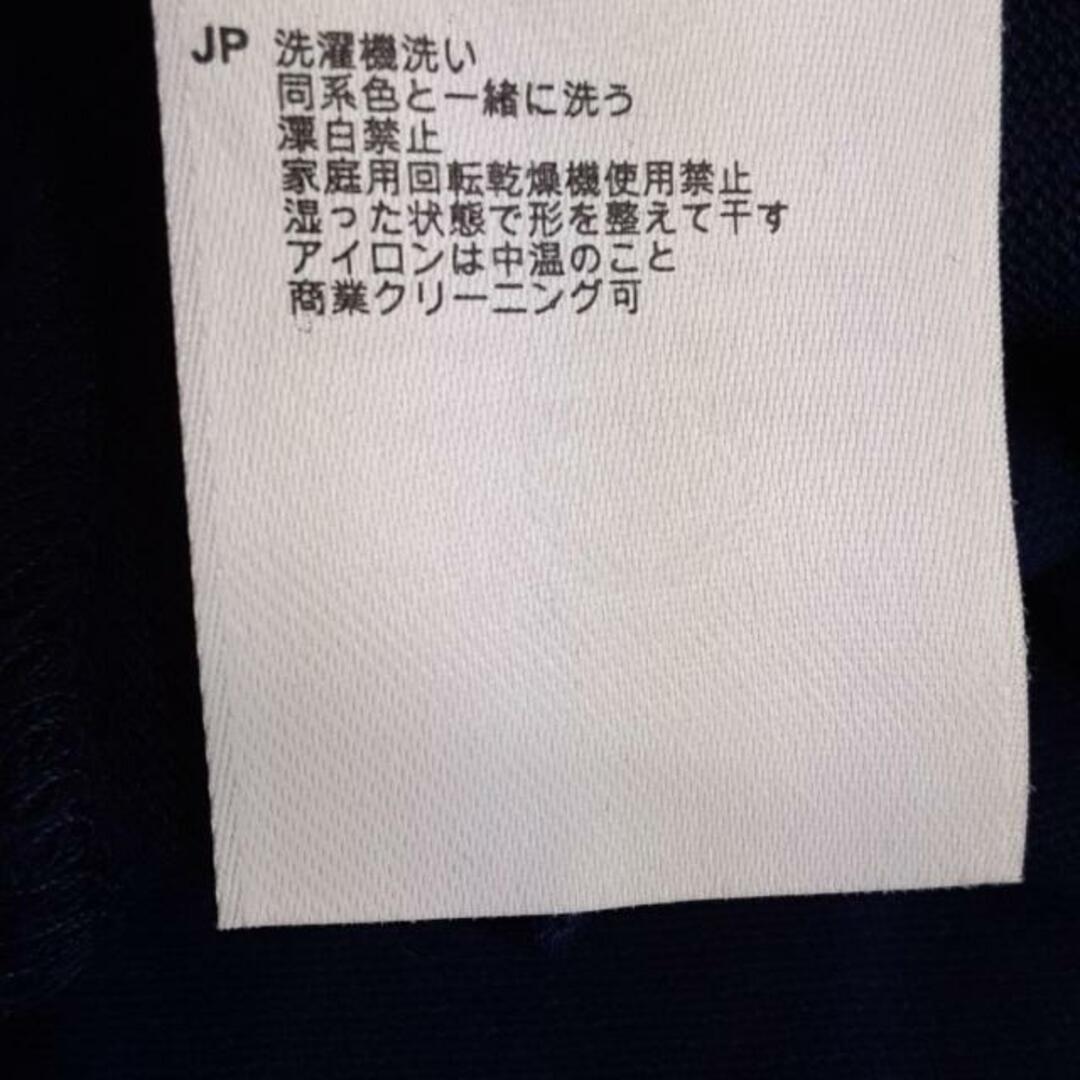 JP 洗濯機洗い
同系色と一緒に洗う
漂白禁止
家庭用回転乾燥機使用禁止
湿った状態で形を整えて干す
アイロンは中温のこと
商業クリーニング可